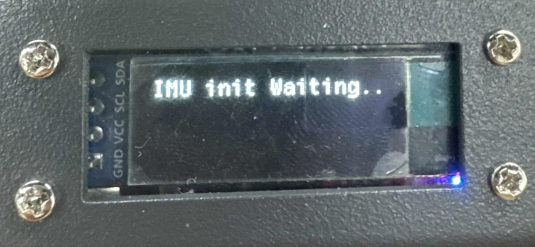 IMU init Waiting..
GND VCC SCL SDA